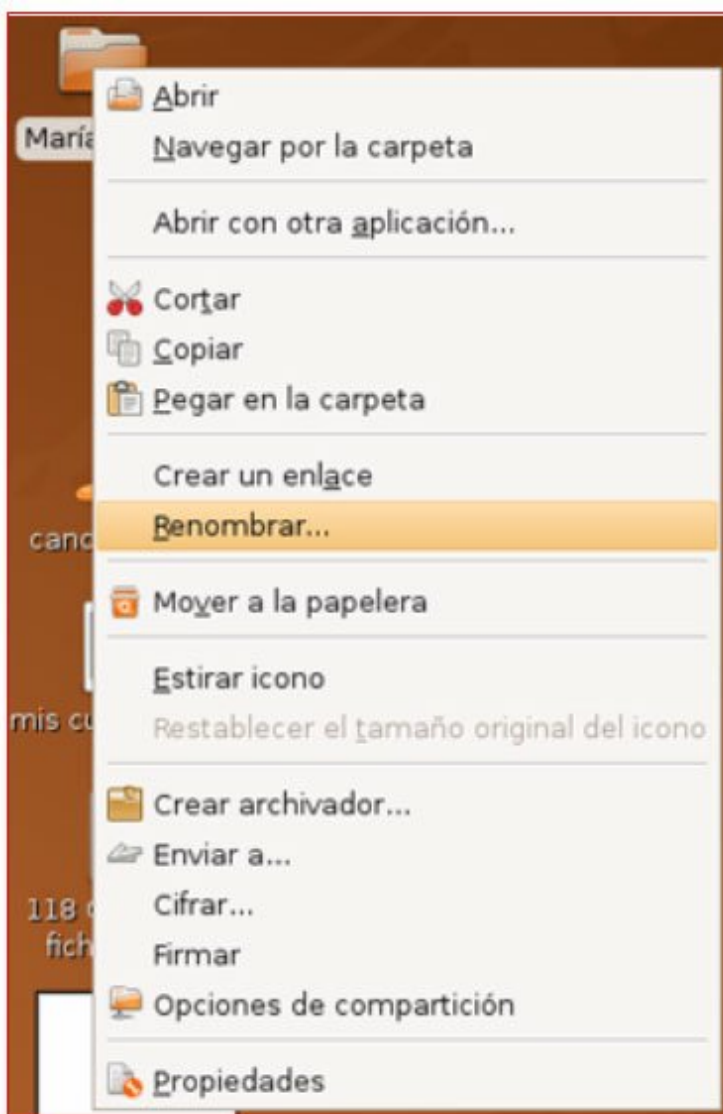 María
Abrir
Navegar por la carpeta
Abrir con otra aplicación...
Cortar
Copiar
Pegar en la carpeta
Crear un enlace
Renombrar...
Mover a la papelera
Estirar icono
Restablecer el tamaño original del icono
Crear archivador...
Enviar a...
Cifrar...
Firmar
Opciones de compartición
Propiedades
mis
118